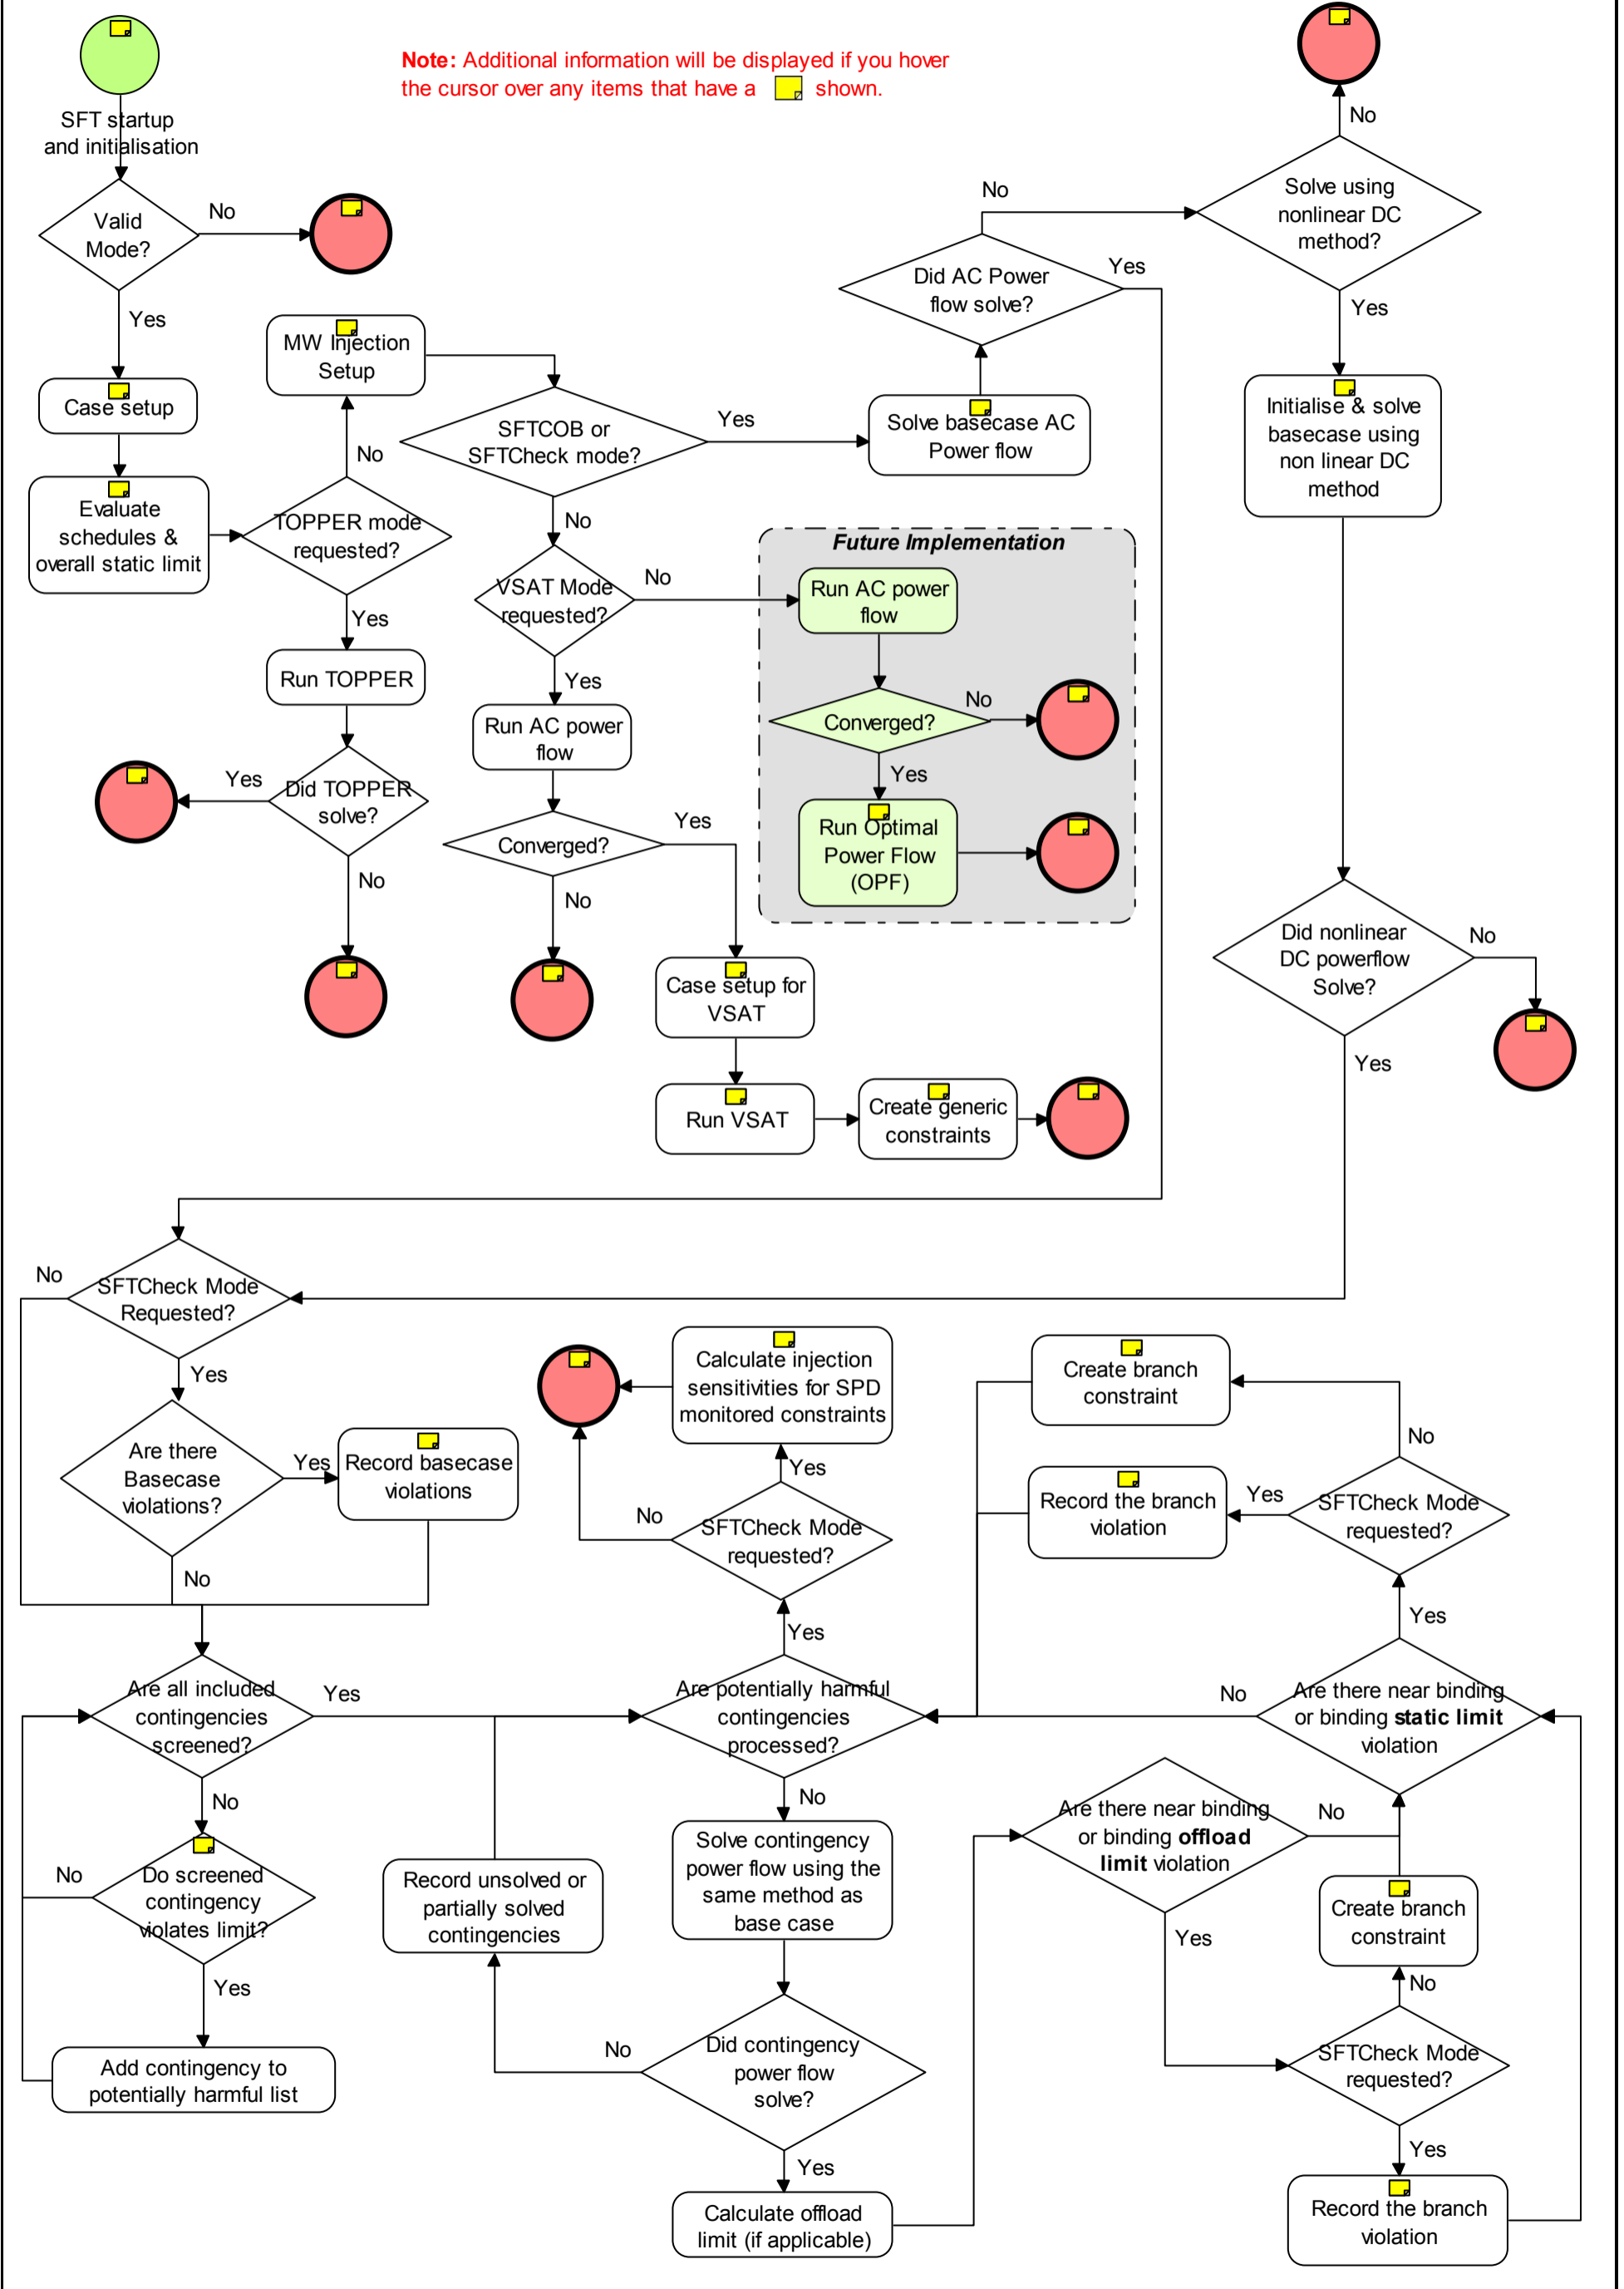 Note: Additional information will be displayed if you hover
the cursor over any items that have a shown.
SFT startup
and initialisation
Valid
Mode?
No
Yes
Case setup
Evaluate
schedules &
overall static limit
MW Injection
Setup
No
TOPPER mode
requested?
Yes
Run TOPPER
Did TOPPER
solve?
Yes
No
SFTCOB or
SFTCheck mode?
Yes
No
VSAT Mode
requested?
No
Yes
Run AC power
flow
Converged?
Yes
No
Case setup for
VSAT
Run VSAT
Create generic
constraints
Future Implementation
Run AC power
flow
Converged?
No
Yes
Run Optimal
Power Flow
(OPF)
Solve basecase AC
Power flow
Did AC Power
flow solve?
No
Yes
No
Solve using
nonlinear DC
method?
Yes
Initialise & solve
basecase using
non linear DC
method
Did nonlinear
DC powerflow
Solve?
No
Yes
No
SFTCheck Mode
Requested?
Yes
Are there
Basecase
violations?
Yes
Record basecase
violations
No
Are all included
contingencies
screened?
Yes
No
Do screened
contingency
violates limit?
No
Yes
Add contingency to
potentially harmful list
Calculate injection
sensitivities for SPD
monitored constraints
Yes
No
SFTCheck Mode
requested?
Yes
Are potentially harmful
contingencies
processed?
No
Solve contingency
power flow using the
same method as
base case
Record unsolved or
partially solved
contingencies
No
Did contingency
power flow
solve?
Yes
Calculate offload
limit (if applicable)
Create branch
constraint
No
Record the branch
violation
Yes
SFTCheck Mode
requested?
Yes
No
Are there near binding
or binding static limit
violation
Are there near binding
or binding offload
limit violation
No
Yes
Create branch
constraint
No
SFTCheck Mode
requested?
Yes
Record the branch
violation